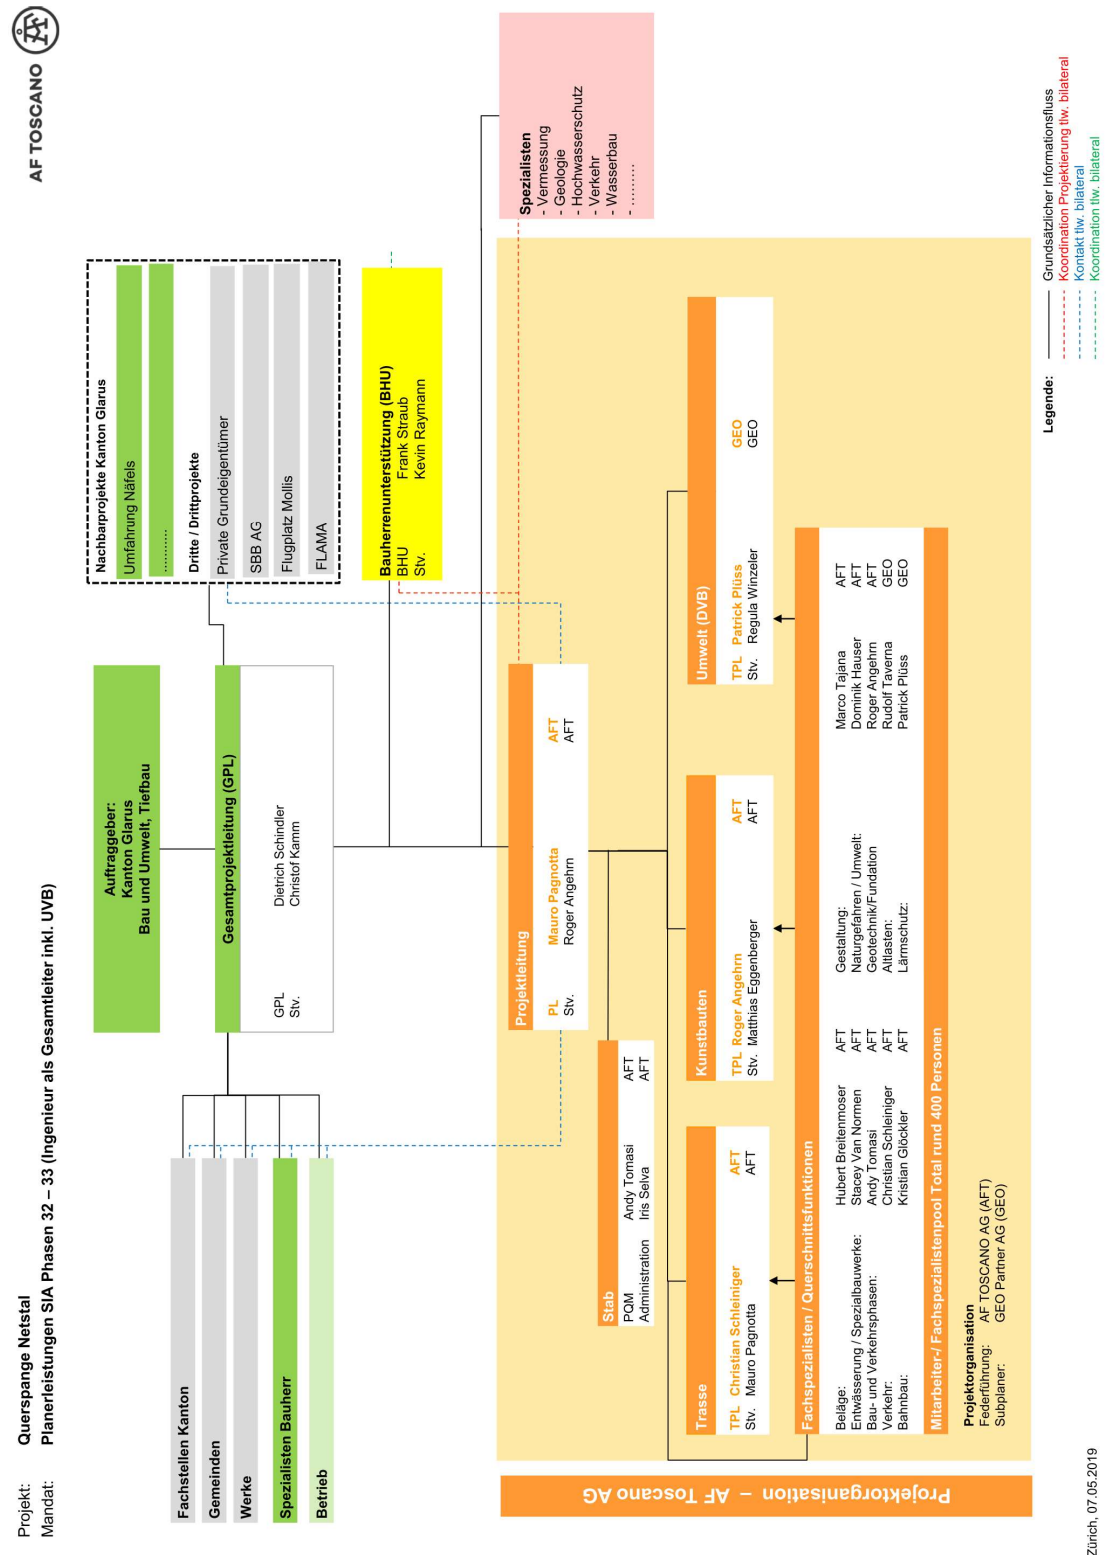 Projekt: Querspange Netstal
Mandat: Planerleistungen SIA Phasen 32 – 33 (Ingenieur als Gesamtleiter inkl. UVB)
AF TOSCANO
Auftraggeber:
Kanton Glarus
Bau und Umwelt, Tiefbau
Gesamtprojektleitung (GPL)
GPL Dietrich Schindler
Stv. Christof Kamm
Fachstellen Kanton
Gemeinden
Werke
Spezialisten Bauherr
Betrieb
Nachbarprojekte Kanton Glarus
Umfahrung Näfels
............
Dritte / Drittprojekte
Private Grundeigentümer
SBB AG
Flugplatz Mollis
FLAMA
Bauherrenunterstützung (BHU)
BHU Frank Straub
Stv. Kevin Raymann
Spezialisten
- Vermessung
- Geologie
- Hochwasserschutz
- Verkehr
- Wasserbau
- .........
Projektleitung
PL Mauro Pagnotta AFT
Stv. Roger Angehrn AFT
Stab
PQM Andy Tomasi AFT
Administration Iris Selva AFT
Trasse
TPL Christian Schleiniger AFT
Stv. Mauro Pagnotta AFT
Kunstbauten
TPL Roger Angehrn AFT
Stv. Matthias Eggenberger AFT
Umwelt (DVB)
TPL Patrick Plüss GEO
Stv. Regula Winzeler GEO
Fachspezialisten / Querschnittsfunktionen
Beläge: Hubert Breitenmoser AFT
Entwässerung / Spezialbauwerke: Stacey Van Normen AFT
Bau- und Verkehrsphasen: Andy Tomasi AFT
Verkehr: Christian Schleiniger AFT
Bahnbau: Kristian Glöckler AFT
Gestaltung: Marco Tajana AFT
Naturgefahren / Umwelt: Dominik Hauser AFT
Geotechnik/Fundation Roger Angehrn AFT
Altlasten: Rudolf Taverna GEO
Lärmschutz: Patrick Plüss GEO
Mitarbeiter-/ Fachspezialistenpool Total rund 400 Personen
Projektorganisation
Federführung: AF TOSCANO AG (AFT)
Subplaner: GEO Partner AG (GEO)
Projektorganisation – AF Toscano AG
Legende:
Grundsätzlicher Informationsfluss
Koordination Projektierung tlw. bilateral
Kontakt tlw. bilateral
Koordination tlw. bilateral
Zürich, 07.05.2019